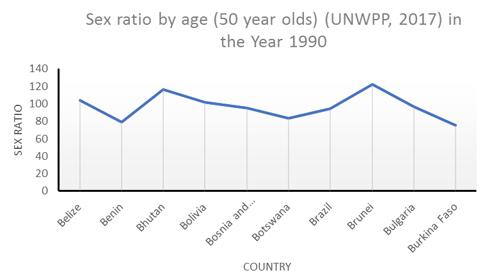 Sex ratio by age (50 year olds) (UNWPP, 2017) in
the Year 1990
140
120
100
80
60
40
20
0
SEX RATIO
Belize
Benin
Bhutan
Bolivia
Bosnia and...
Botswana
Brazil
Brunei
Bulgaria
Burkina Faso
COUNTRY